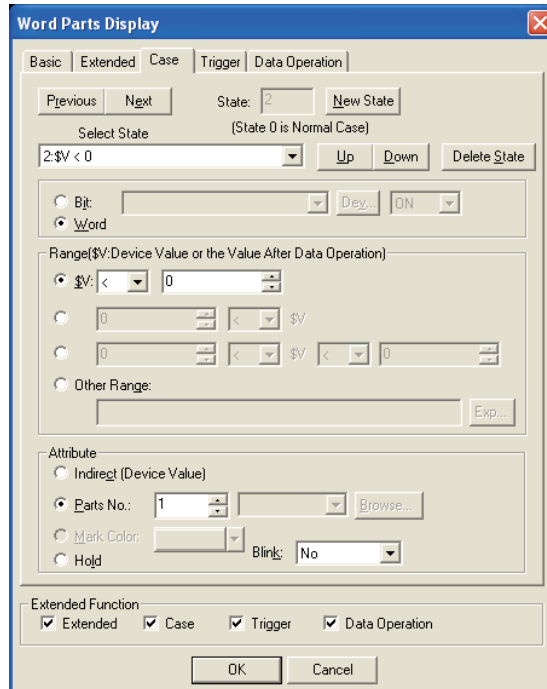 Word Parts Display
Basic Extended Case Trigger Data Operation
Previous Next State: 2 New State
Select State (State 0 is Normal Case)
2:$V < 0 Up Down Delete State
Bit: Dev... ON
Word
Range($V:Device Value or the Value After Data Operation)
$V: < 0
0 < $V
0 < $V < 0
Other Range:
Exp...
Attribute
Indirect (Device Value)
Parts No.: 1 Browse...
Mark Color:
Hold Blink: No
Extended Function
Extended Case Trigger Data Operation
OK Cancel